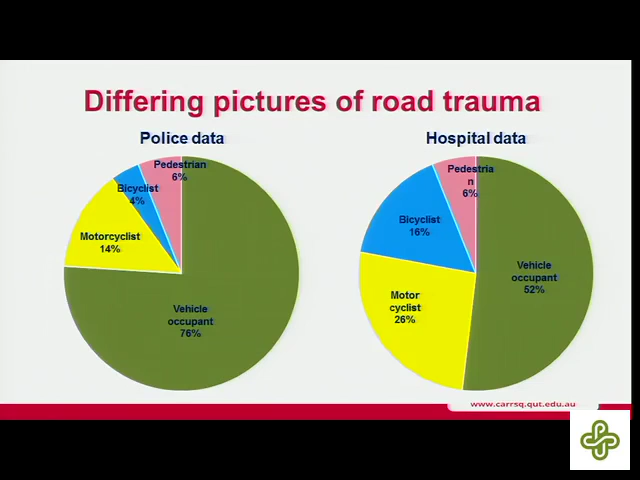 Differing pictures of road trauma
Police data
Pedestrian
6%
Bicyclist
4%
Motorcyclist
14%
Vehicle
occupant
76%
Hospital data
Pedestria
n
6%
Bicyclist
16%
Motor
cyclist
26%
Vehicle
occupant
52%
www.carrsq.qut.edu.au